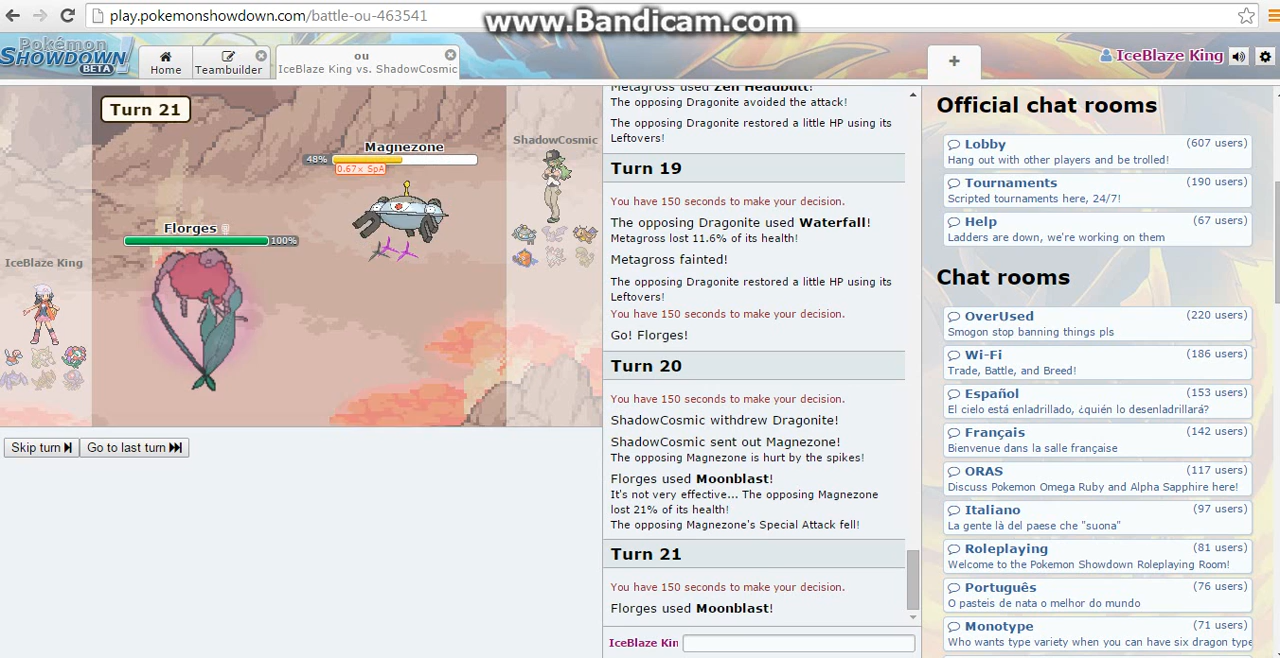 play.pokemonshowdown.com/battle-ou-463541
www.Bandicam.com
Pokémon
SHOWDOWN!
BETA
Home
Teambuilder
ou
IceBlaze King vs. ShadowCosmic
+
IceBlaze King
Turn 21
Magnezone
48%
0.67× SpA
Florges
100%
IceBlaze King
ShadowCosmic
Skip turn
Go to last turn
Metagross used Zen Headbutt!
The opposing Dragonite avoided the attack!
The opposing Dragonite restored a little HP using its
Leftovers!
Turn 19
You have 150 seconds to make your decision.
The opposing Dragonite used Waterfall!
Metagross lost 11.6% of its health!
Metagross fainted!
The opposing Dragonite restored a little HP using its
Leftovers!
You have 150 seconds to make your decision.
Go! Florges!
Turn 20
You have 150 seconds to make your decision.
ShadowCosmic withdrew Dragonite!
ShadowCosmic sent out Magnezone!
The opposing Magnezone is hurt by the spikes!
Florges used Moonblast!
It's not very effective... The opposing Magnezone
lost 21% of its health!
The opposing Magnezone's Special Attack fell!
Turn 21
You have 150 seconds to make your decision.
Florges used Moonblast!
IceBlaze Kin
Official chat rooms
Lobby (607 users)
Hang out with other players and be trolled!
Tournaments (190 users)
Scripted tournaments here, 24/7!
Help (67 users)
Ladders are down, we're working on them
Chat rooms
OverUsed (220 users)
Smogon stop banning things pls
Wi-Fi (186 users)
Trade, Battle, and Breed!
Español (153 users)
El cielo está enladrillado, ¿quién lo desenladrillará?
Français (142 users)
Bienvenue dans la salle française
ORAS (117 users)
Discuss Pokemon Omega Ruby and Alpha Sapphire here!
Italiano (97 users)
La gente là del paese che "suona"
Roleplaying (81 users)
Welcome to the Pokemon Showdown Roleplaying Room!
Português (76 users)
O pasteis de nata o melhor do mundo
Monotype (71 users)
Who wants type variety when you can have six dragon type